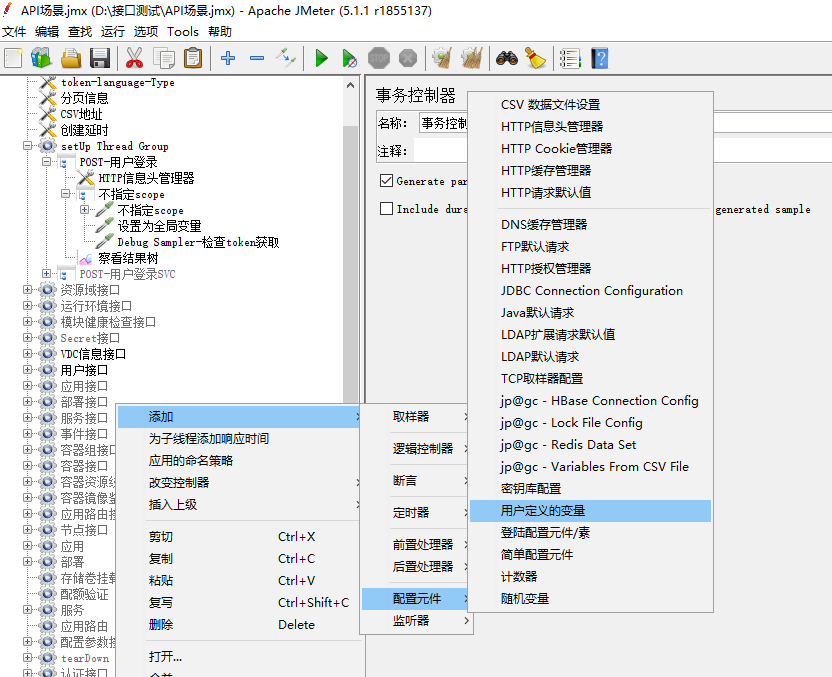 API场景.jmx (D:\接口测试\API场景.jmx) - Apache JMeter (5.1.1 r1855137)
文件 编辑 查找 运行 选项 Tools 帮助
STOP
token-language-Type
分页信息
CSV地址
创建延时
setUp Thread Group
POST-用户登录
HTTP信息头管理器
不指定scope
不指定scope
设置为全局变量
Debug Sampler-检查token获取
察看结果树
POST-用户登录SVC
资源域接口
运行环境接口
模块健康检查接口
Secret接口
VDC信息接口
用户接口
应用接口
部署接口
服务接口
事件接口
容器组接口
容器接口
容器资源
容器镜像
应用路由接
节点接口
应用
部署
存储卷挂载
配额验证
服务
应用路由
配置参数接
tearDown
认证接口
事务控制器
名称： 事务控制
注释：
Generate par
Include dura
generated sample
添加
为子线程添加响应时间
应用的命名策略
改变控制器
插入上级
剪切 Ctrl+X
复制 Ctrl+C
粘贴 Ctrl+V
复写 Ctrl+Shift+C
删除 Delete
打开...
取样器
逻辑控制器
断言
定时器
前置处理器
后置处理器
配置元件
监听器
CSV 数据文件设置
HTTP信息头管理器
HTTP Cookie管理器
HTTP缓存管理器
HTTP请求默认值
DNS缓存管理器
FTP默认请求
HTTP授权管理器
JDBC Connection Configuration
Java默认请求
LDAP扩展请求默认值
LDAP默认请求
TCP取样器配置
jp@gc - HBase Connection Config
jp@gc - Lock File Config
jp@gc - Redis Data Set
jp@gc - Variables From CSV File
密钥库配置
用户定义的变量
登陆配置元件/素
简单配置元件
计数器
随机变量